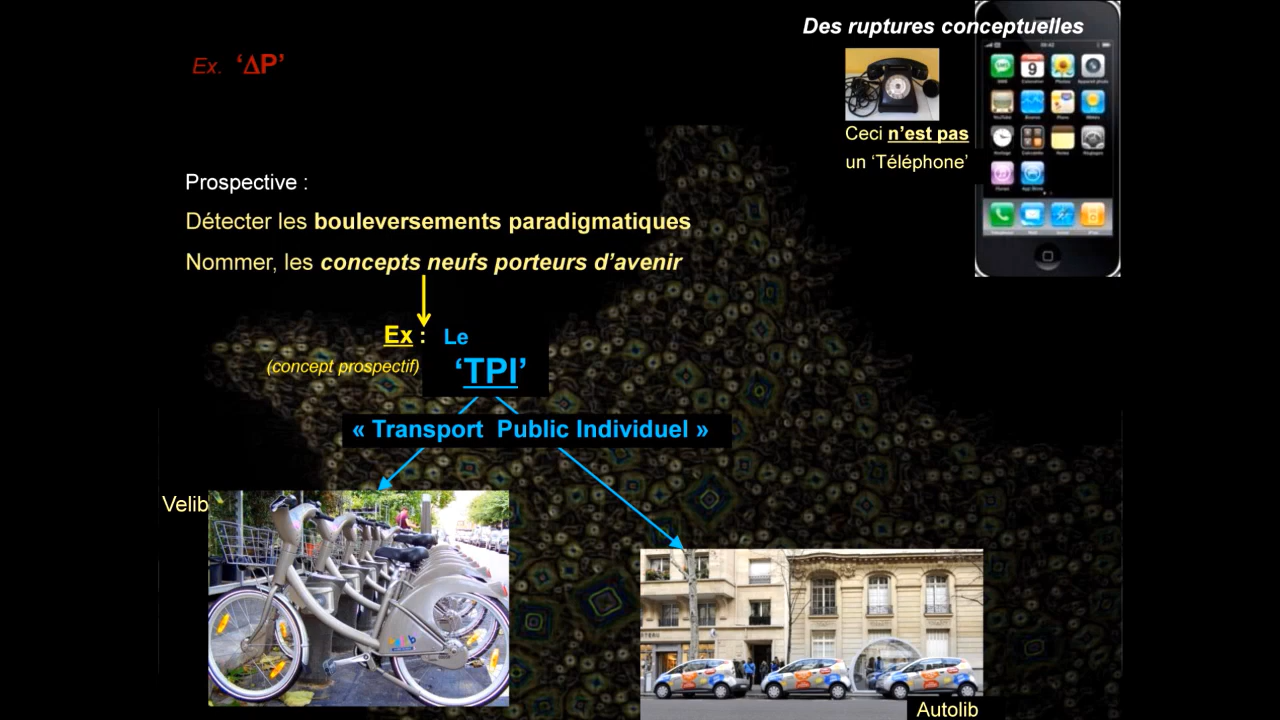 Des ruptures conceptuelles
Ex. ‘ΔP’
Ceci n’est pas
un ‘Téléphone’
Prospective :
Détecter les bouleversements paradigmatiques
Nommer, les concepts neufs porteurs d’avenir
Ex : Le
(concept prospectif) ‘TPI’
« Transport Public Individuel »
Velib
Autolib
9